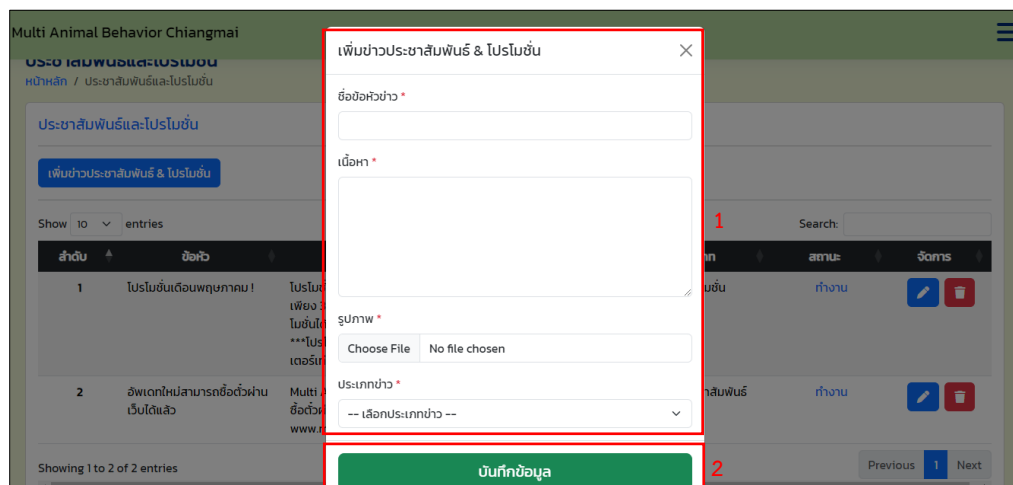 Multi Animal Behavior Chiangmai
ประชาสัมพันธ์และโปรโมชั่น
หน้าหลัก / ประชาสัมพันธ์และโปรโมชั่น
ประชาสัมพันธ์และโปรโมชั่น
เพิ่มข่าวประชาสัมพันธ์ & โปรโมชั่น
Show 10 entries
Search:
ลำดับ ข้อหัว สถานะ จัดการ
1 โปรโมชั่นเดือนพฤษภาคม ! ทำงาน
เพียง
***
2 อัพเดทใหม่สามารถซื้อตั๋วผ่าน Multi ทำงาน
เว็บได้แล้ว
www.
Showing 1 to 2 of 2 entries
Previous 1 Next
เพิ่มข่าวประชาสัมพันธ์ & โปรโมชั่น
ชื่อข้อหัวข่าว *
เนื้อหา *
1
รูปภาพ *
Choose File No file chosen
ประเภทข่าว *
-- เลือกประเภทข่าว --
บันทึกข้อมูล
2